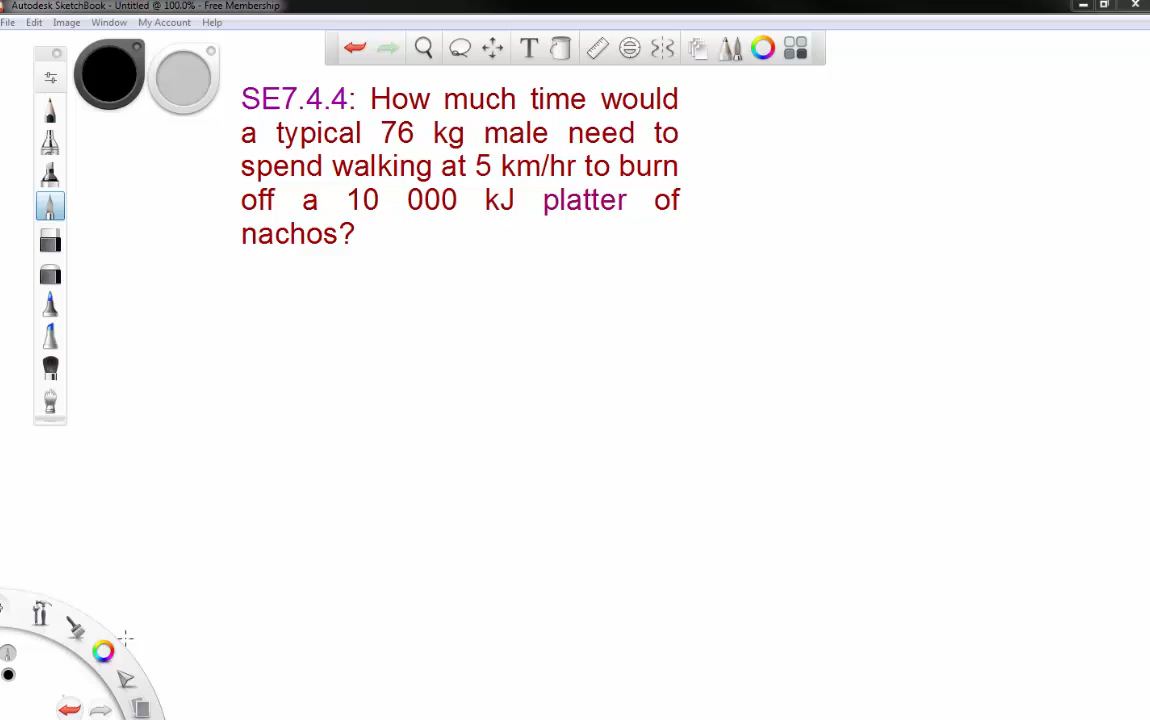 Autodesk SketchBook - Untitled @ 100.0% - Free Membership
File Edit Image Window My Account Help
T
SE7.4.4: How much time would
a typical 76 kg male need to
spend walking at 5 km/hr to burn
off a 10 000 kJ platter of
nachos?